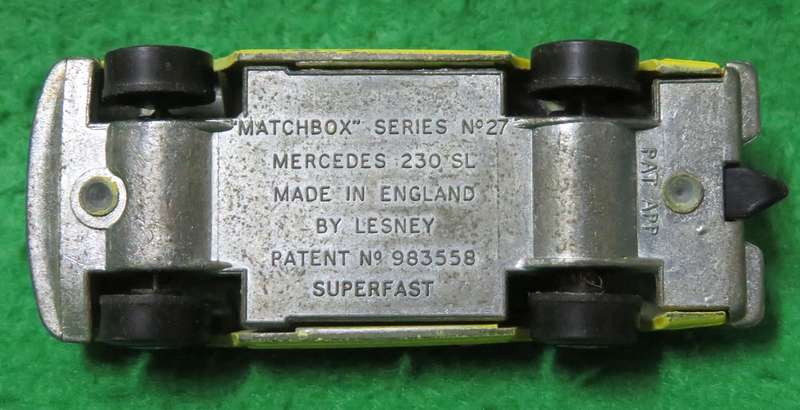 "MATCHBOX" SERIES Nº27
MERCEDES 230 SL
MADE IN ENGLAND
BY LESNEY
PATENT Nº 983558
SUPERFAST
PAT. APP